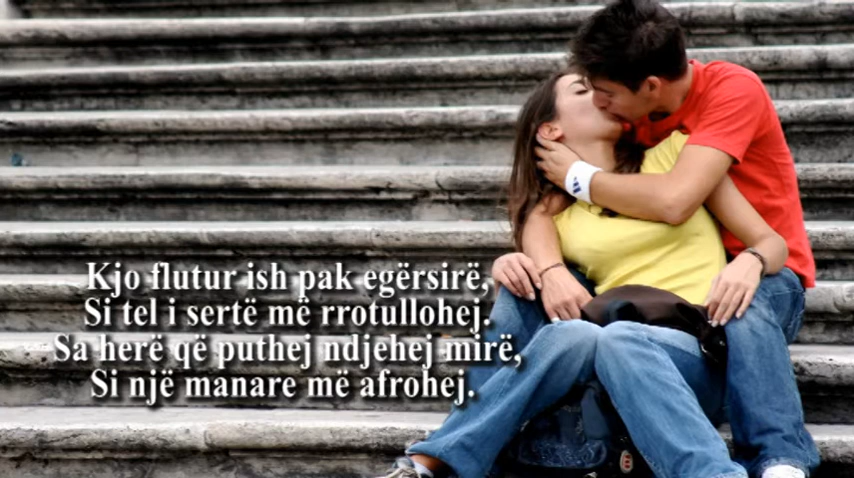 Kjo flutur ish pak egërsirë,
Si tel i sertë më rrotullohej.
Sa herë që puthej ndjehej mirë,
Si një manare më afrohej.